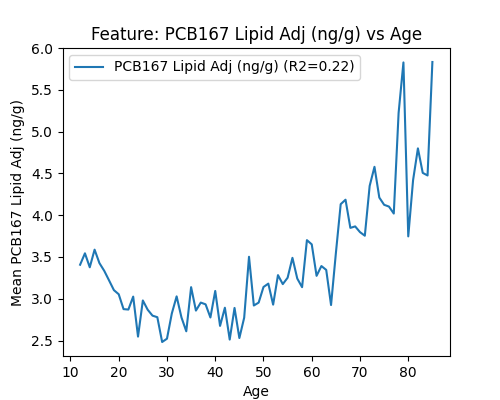 Feature: PCB167 Lipid Adj (ng/g) vs Age
PCB167 Lipid Adj (ng/g) (R2=0.22)
Mean PCB167 Lipid Adj (ng/g)
6.0
5.5
5.0
4.5
4.0
3.5
3.0
2.5
10 20 30 40 50 60 70 80
Age